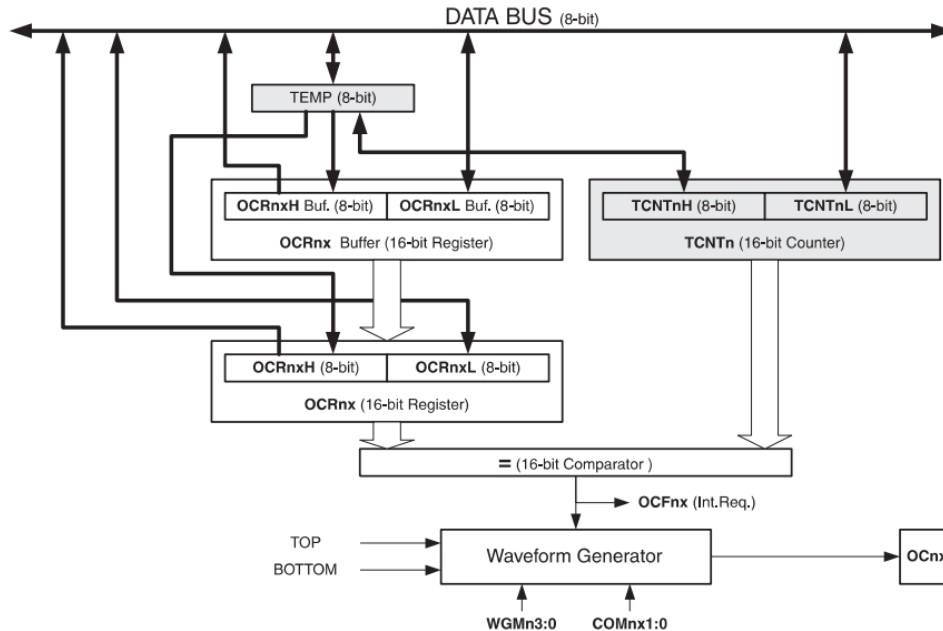 DATA BUS (8-bit)
TEMP (8-bit)
OCRnxH Buf. (8-bit) OCRnxL Buf. (8-bit)
TCNTnH (8-bit) TCNTnL (8-bit)
OCRnx Buffer (16-bit Register)
TCNTn (16-bit Counter)
OCRnxH (8-bit) OCRnxL (8-bit)
OCRnx (16-bit Register)
= (16-bit Comparator )
OCFnx (Int.Req.)
TOP
BOTTOM
Waveform Generator
OCnx
WGMn3:0 COMnx1:0